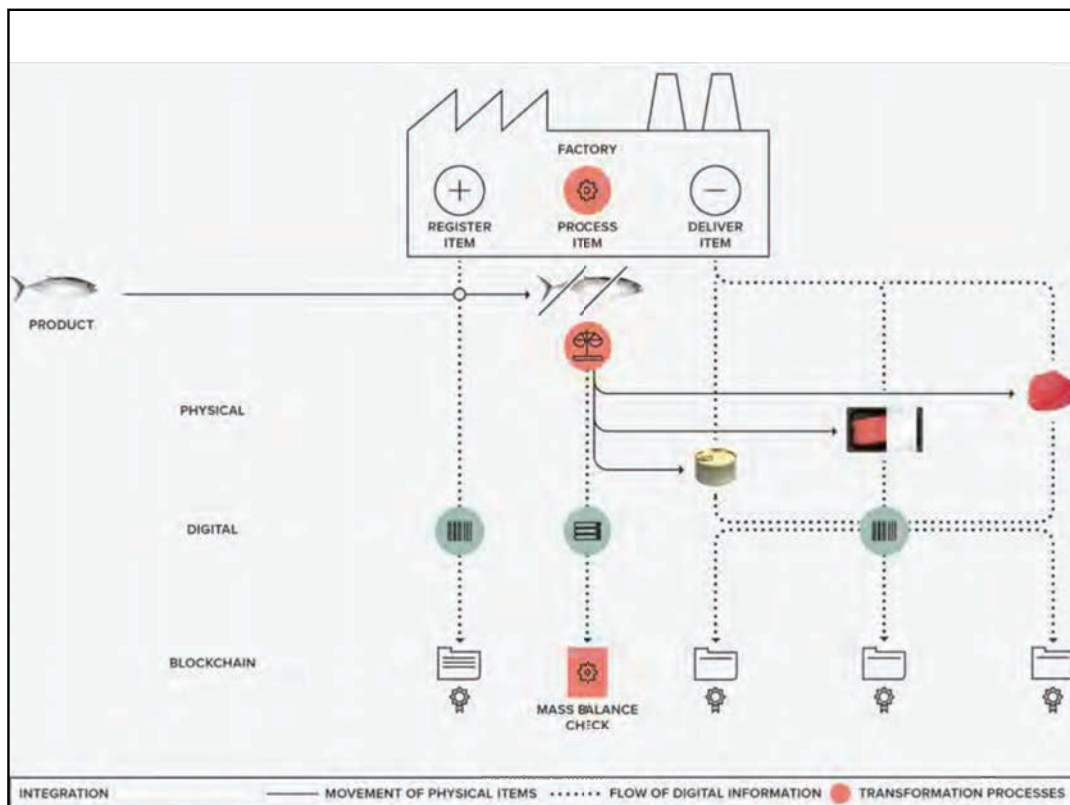 FACTORY
REGISTER
ITEM
PROCESS
ITEM
DELIVER
ITEM
PRODUCT
PHYSICAL
DIGITAL
BLOCKCHAIN
MASS BALANCE
CHECK
INTEGRATION
MOVEMENT OF PHYSICAL ITEMS
FLOW OF DIGITAL INFORMATION
TRANSFORMATION PROCESSES